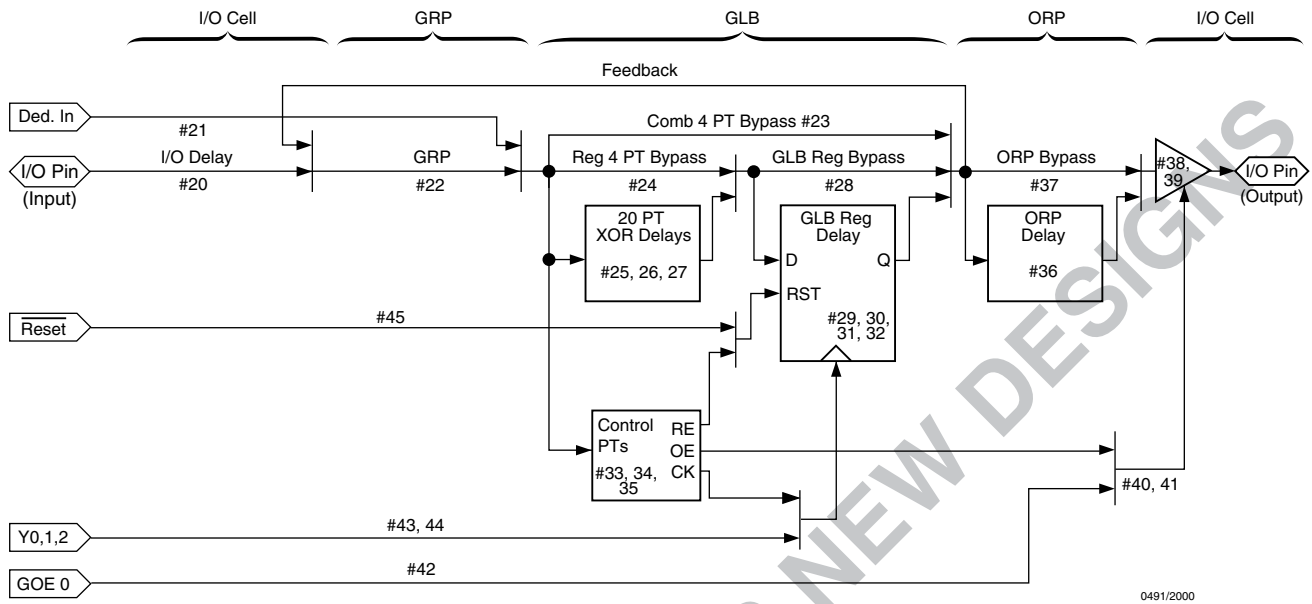 I/O Cell GRP GLB ORP I/O Cell
Feedback
Ded. In
#21
Comb 4 PT Bypass #23
I/O Pin
(Input)
I/O Delay
#20
GRP
#22
Reg 4 PT Bypass
#24
GLB Reg Bypass
#28
ORP Bypass
#37
#38,
39
I/O Pin
(Output)
20 PT
XOR Delays
#25, 26, 27
GLB Reg
Delay
D Q
RST
#29, 30,
31, 32
ORP
Delay
#36
Reset
#45
Control
PTs
#33, 34,
35
RE
OE
CK
#40, 41
Y0,1,2
#43, 44
GOE 0
#42
0491/2000
NEW DESIGNS